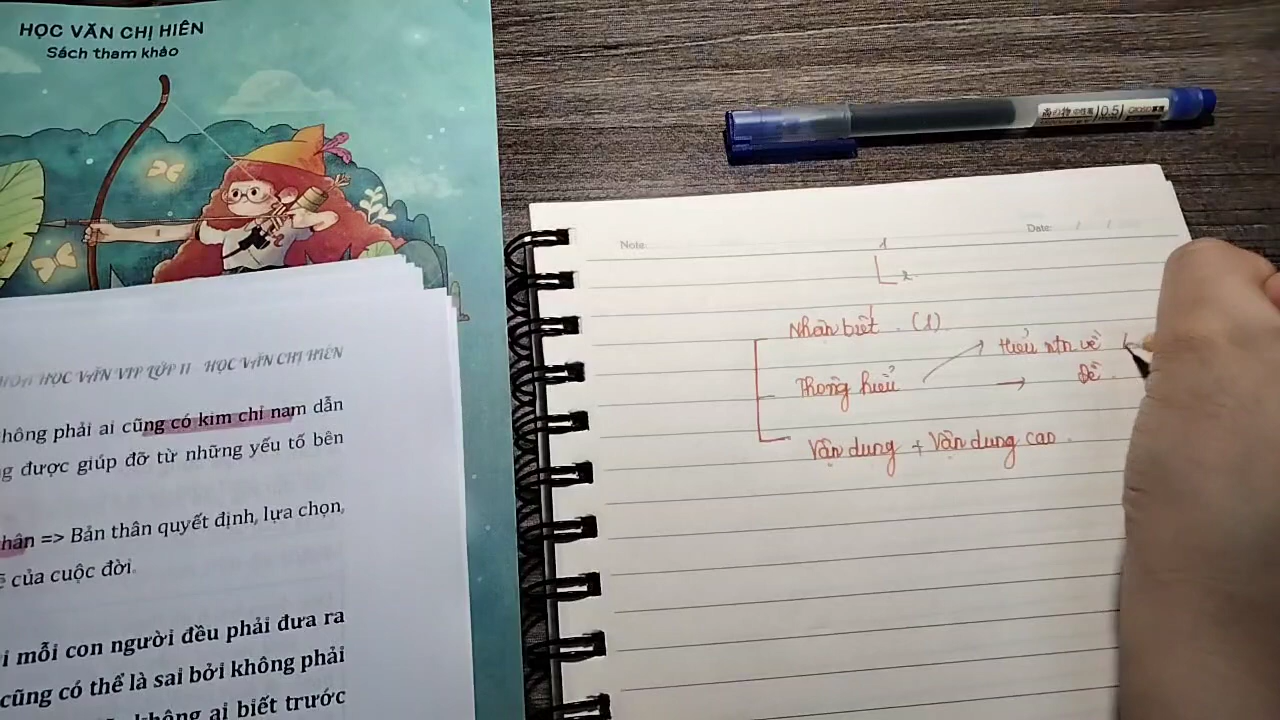 HỌC VĂN CHỊ HIÊN
Sách tham khảo
HỌC VĂN VIP LỚP 11 HỌC VĂN CHỊ HIÊN
hông phải ai cũng có kim chỉ nam dẫn
g được giúp đỡ từ những yếu tố bên
hân => Bản thân quyết định, lựa chọn,
ẽ của cuộc đời.
i mỗi con người đều phải đưa ra
cũng có thể là sai bởi không phải
không ai biết trước
0.5
Note:
Date: / /
1
2
Nhận biết. (1)
Thông hiểu
→ Hiểu ntn về
→ Đề.
Vận dụng + Vận dụng cao.